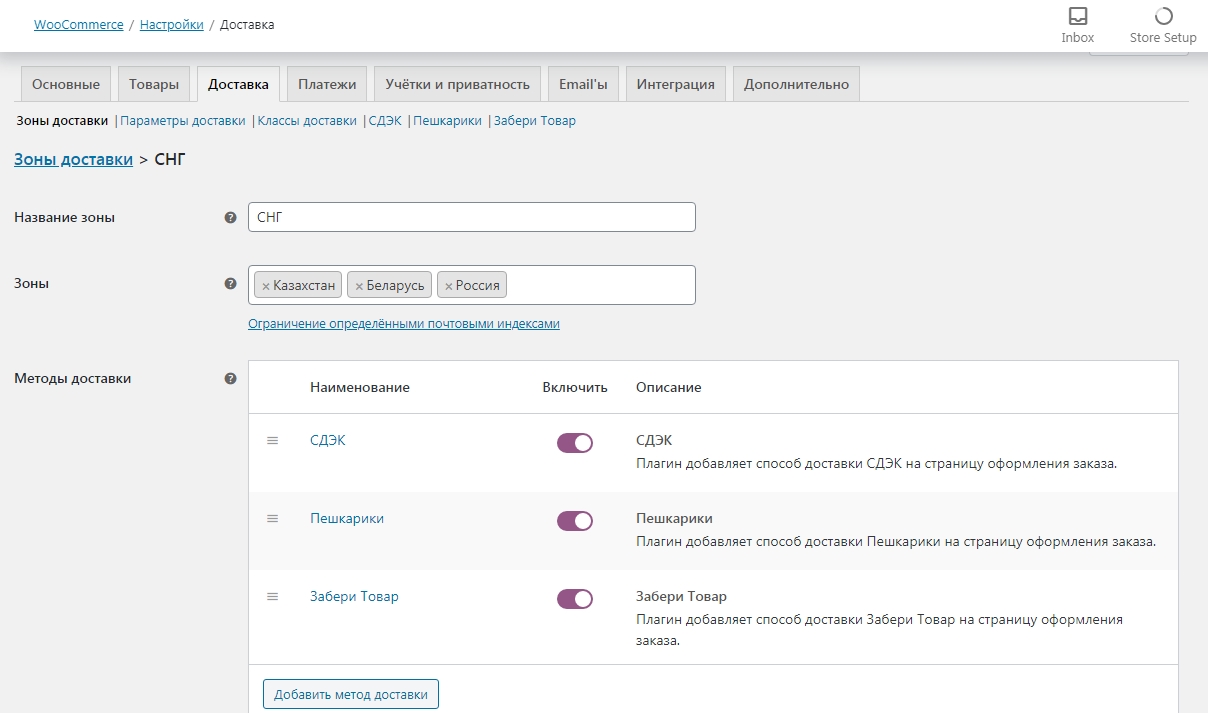 WooCommerce / Настройки / Доставка
Inbox
Store Setup
Основные Товары Доставка Платежи Учётки и приватность Email'ы Интеграция Дополнительно
Зоны доставки | Параметры доставки | Классы доставки | СДЭК | Пешкарики | Забери Товар
Зоны доставки > СНГ
Название зоны ? СНГ
Зоны ? × Казахстан × Беларусь × Россия
Ограничение определёнными почтовыми индексами
Методы доставки ?
Наименование Включить Описание
СДЭК СДЭК
Плагин добавляет способ доставки СДЭК на страницу оформления заказа.
Пешкарики Пешкарики
Плагин добавляет способ доставки Пешкарики на страницу оформления заказа.
Забери Товар Забери Товар
Плагин добавляет способ доставки Забери Товар на страницу оформления
заказа.
Добавить метод доставки